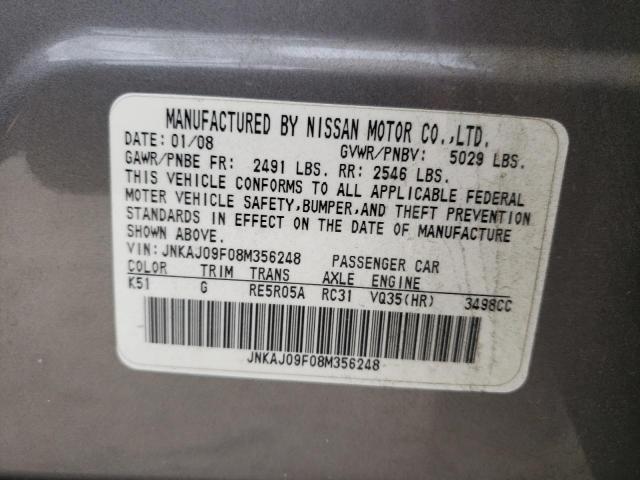 MANUFACTURED BY NISSAN MOTOR CO.,LTD.
DATE: 01/08 GVWR/PNBV: 5029 LBS.
GAWR/PNBE FR: 2491 LBS. RR: 2546 LBS.
THIS VEHICLE CONFORMS TO ALL APPLICABLE FEDERAL
MOTER VEHICLE SAFETY,BUMPER,AND THEFT PREVENTION
STANDARDS IN EFFECT ON THE DATE OF MANUFACTURE
SHOWN ABOVE.
VIN: JNKAJ09F08M356248 PASSENGER CAR
COLOR TRIM TRANS AXLE ENGINE
K51 G RE5R05A RC31 VQ35(HR) 3498CC
JNKAJ09F08M356248